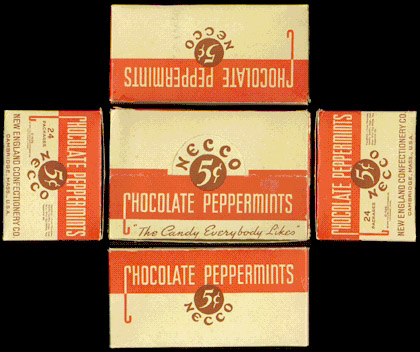 NECCO
5¢
CHOCOLATE PEPPERMINTS
NEW ENGLAND CONFECTIONERY CO.
CAMBRIDGE, MASS., U.S.A.
24
PACKAGES
NECCO
5¢
CHOCOLATE PEPPERMINTS
NECCO
5¢
CHOCOLATE PEPPERMINTS
"The Candy Everybody Likes"
CHOCOLATE PEPPERMINTS
NECCO
5¢
24
PACKAGES
NEW ENGLAND CONFECTIONERY CO.
CAMBRIDGE, MASS., U.S.A.
CHOCOLATE PEPPERMINTS
5¢
NECCO